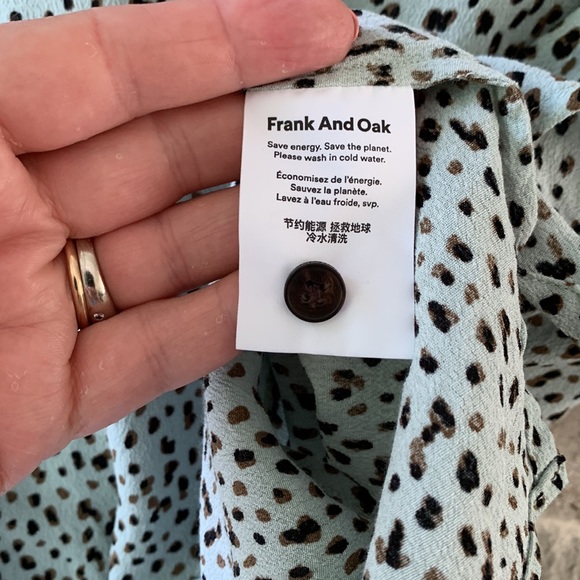 Frank And Oak
Save energy. Save the planet.
Please wash in cold water.
Économisez de l'énergie.
Sauvez la planète.
Lavez à l'eau froide, svp.
节约能源 拯救地球
冷水清洗